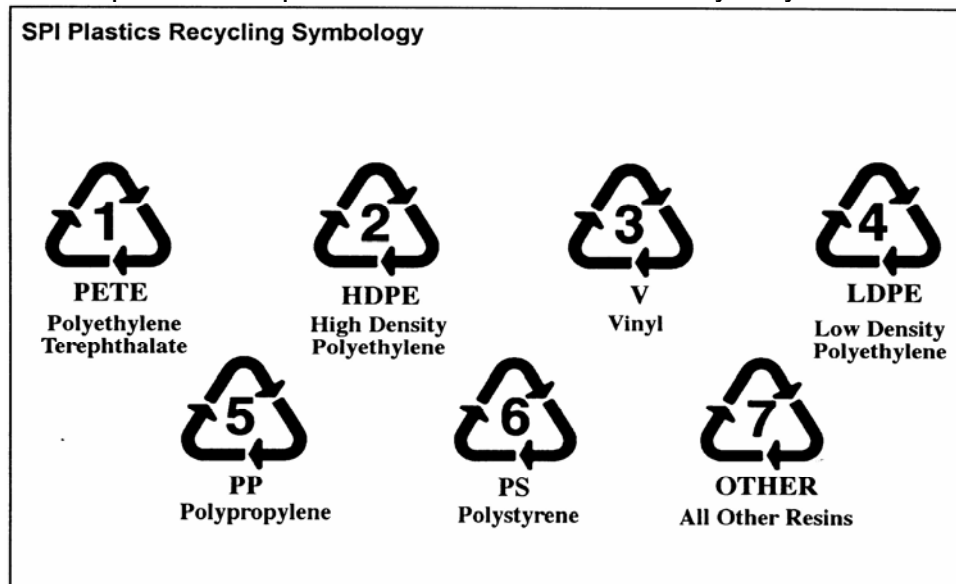 SPI Plastics Recycling Symbology
1
2
3
4
PETE
HDPE
V
LDPE
Polyethylene
Terephthalate
High Density
Polyethylene
Vinyl
Low Density
Polyethylene
5
6
7
PP
PS
OTHER
Polypropylene
Polystyrene
All Other Resins